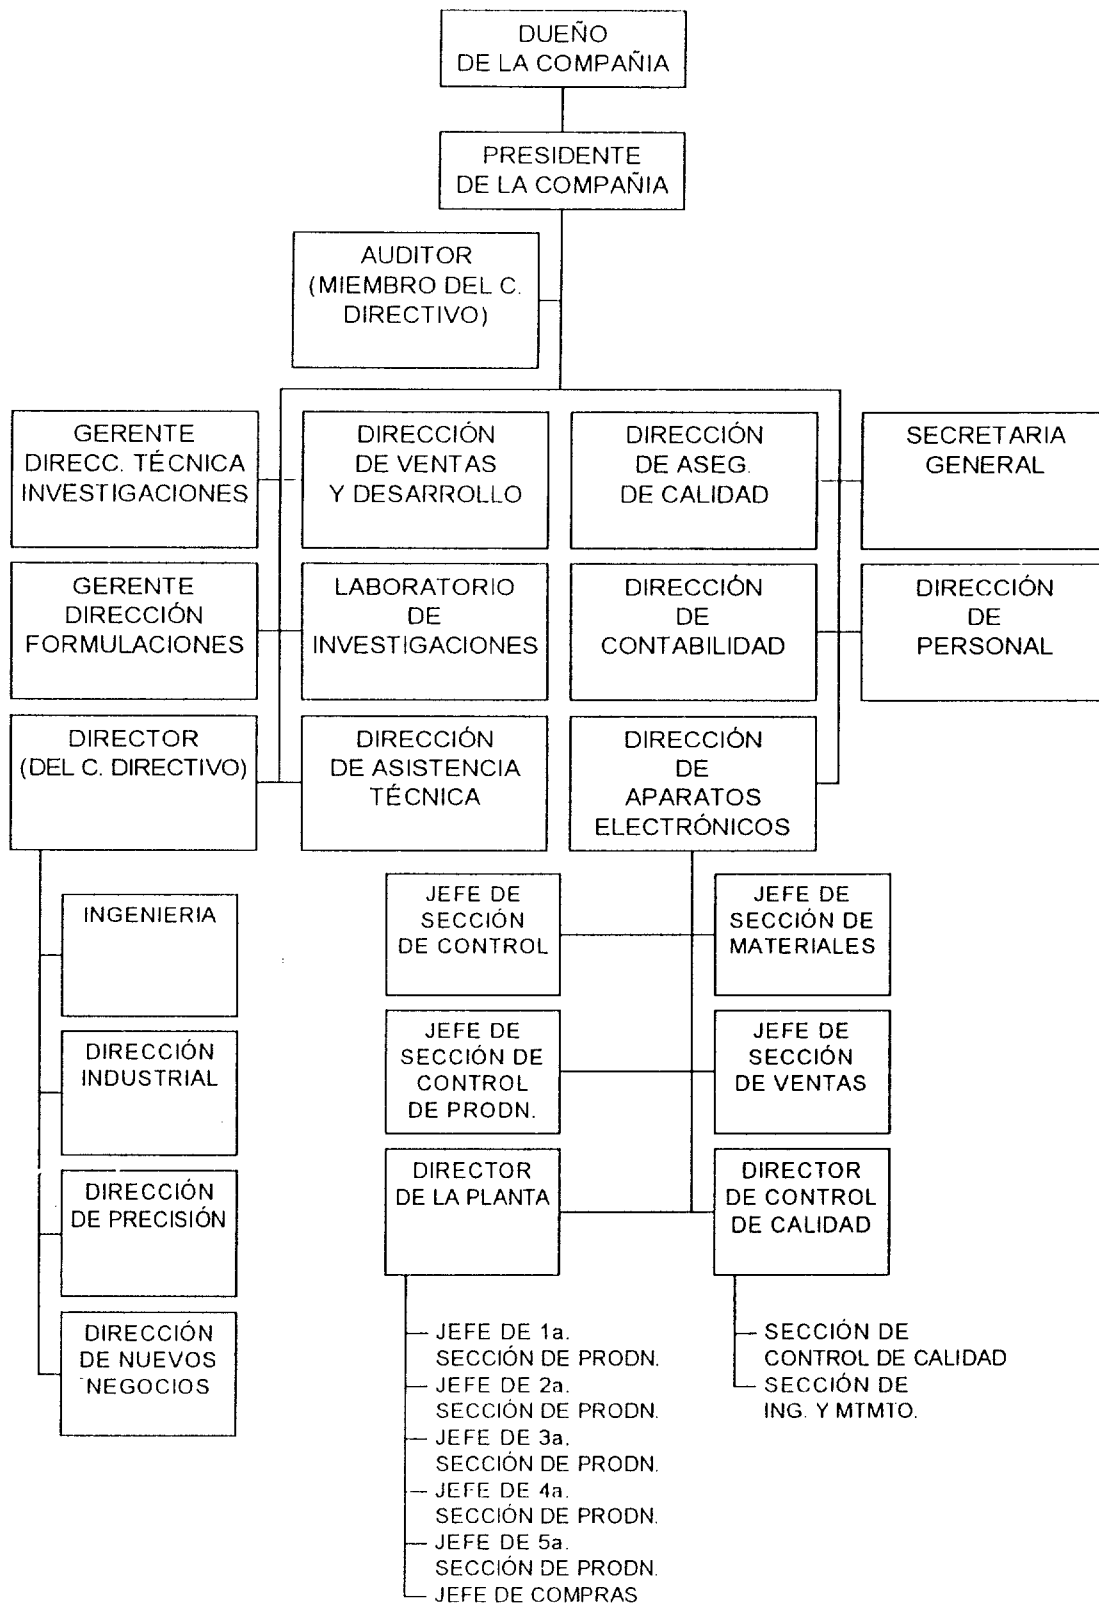 DUEÑO
DE LA COMPAÑIA
PRESIDENTE
DE LA COMPAÑIA
AUDITOR
(MIEMBRO DEL C.
DIRECTIVO)
GERENTE
DIRECC. TÉCNICA
INVESTIGACIONES
DIRECCIÓN
DE VENTAS
Y DESARROLLO
DIRECCIÓN
DE ASEG.
DE CALIDAD
SECRETARIA
GENERAL
GERENTE
DIRECCIÓN
FORMULACIONES
LABORATORIO
DE
INVESTIGACIONES
DIRECCIÓN
DE
CONTABILIDAD
DIRECCIÓN
DE
PERSONAL
DIRECTOR
(DEL C. DIRECTIVO)
DIRECCIÓN
DE ASISTENCIA
TÉCNICA
DIRECCIÓN
DE
APARATOS
ELECTRÓNICOS
INGENIERIA
DIRECCIÓN
INDUSTRIAL
DIRECCIÓN
DE PRECISIÓN
DIRECCIÓN
DE NUEVOS
NEGOCIOS
JEFE DE
SECCIÓN
DE CONTROL
JEFE DE
SECCIÓN DE
MATERIALES
JEFE DE
SECCIÓN DE
CONTROL
DE PRODN.
JEFE DE
SECCIÓN
DE VENTAS
DIRECTOR
DE LA PLANTA
DIRECTOR
DE CONTROL
DE CALIDAD
JEFE DE 1a.
SECCIÓN DE PRODN.
JEFE DE 2a.
SECCIÓN DE PRODN.
JEFE DE 3a.
SECCIÓN DE PRODN.
JEFE DE 4a.
SECCIÓN DE PRODN.
JEFE DE 5a.
SECCIÓN DE PRODN.
JEFE DE COMPRAS
SECCIÓN DE
CONTROL DE CALIDAD
SECCIÓN DE
ING. Y MTMTO.